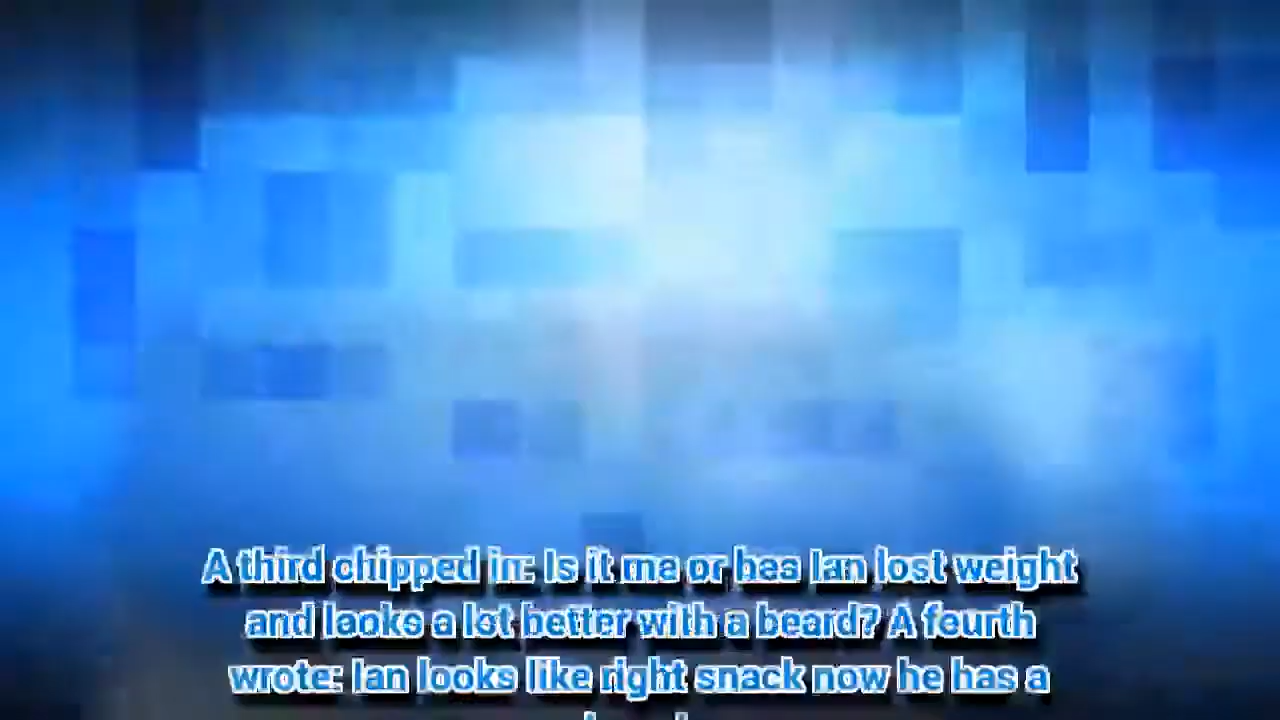 A third chipped in: Is it me or has Ian lost weight
and looks a lot better with a beard? A fourth
wrote: Ian looks like right snack now he has a